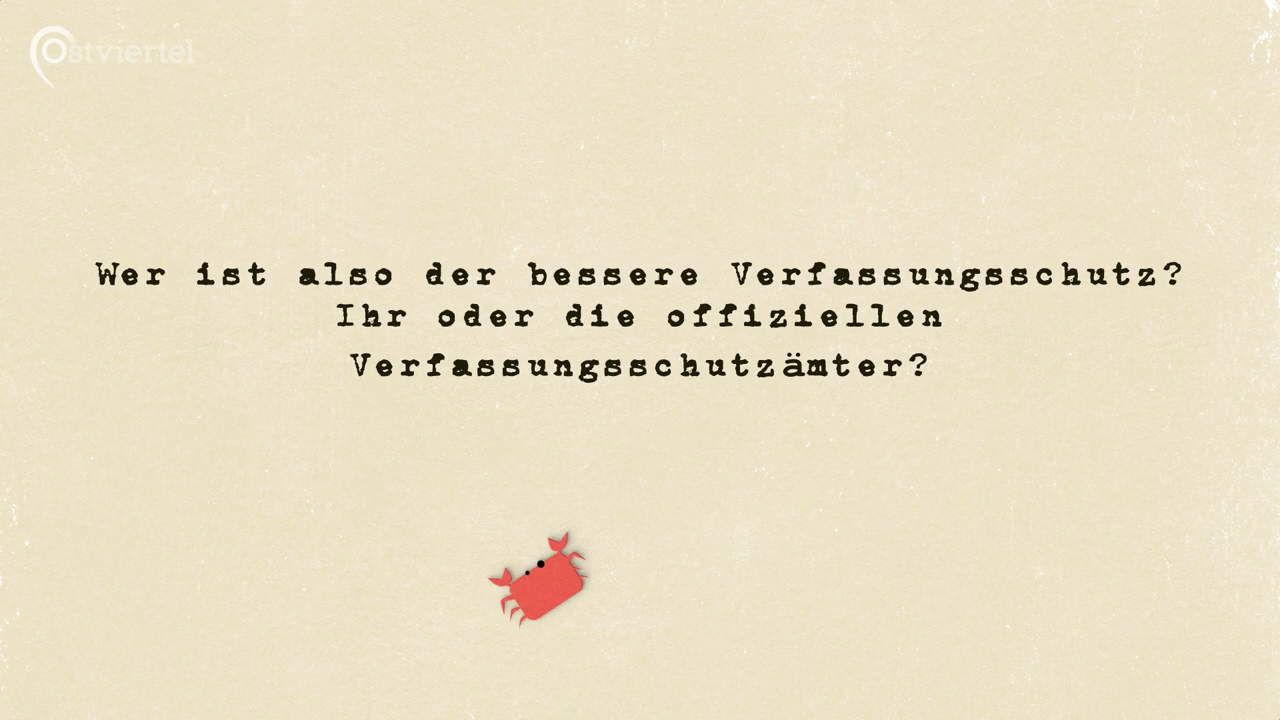 Ostviertel
Wer ist also der bessere Verfassungsschutz?
Ihr oder die offiziellen
Verfassungsschutzämter?